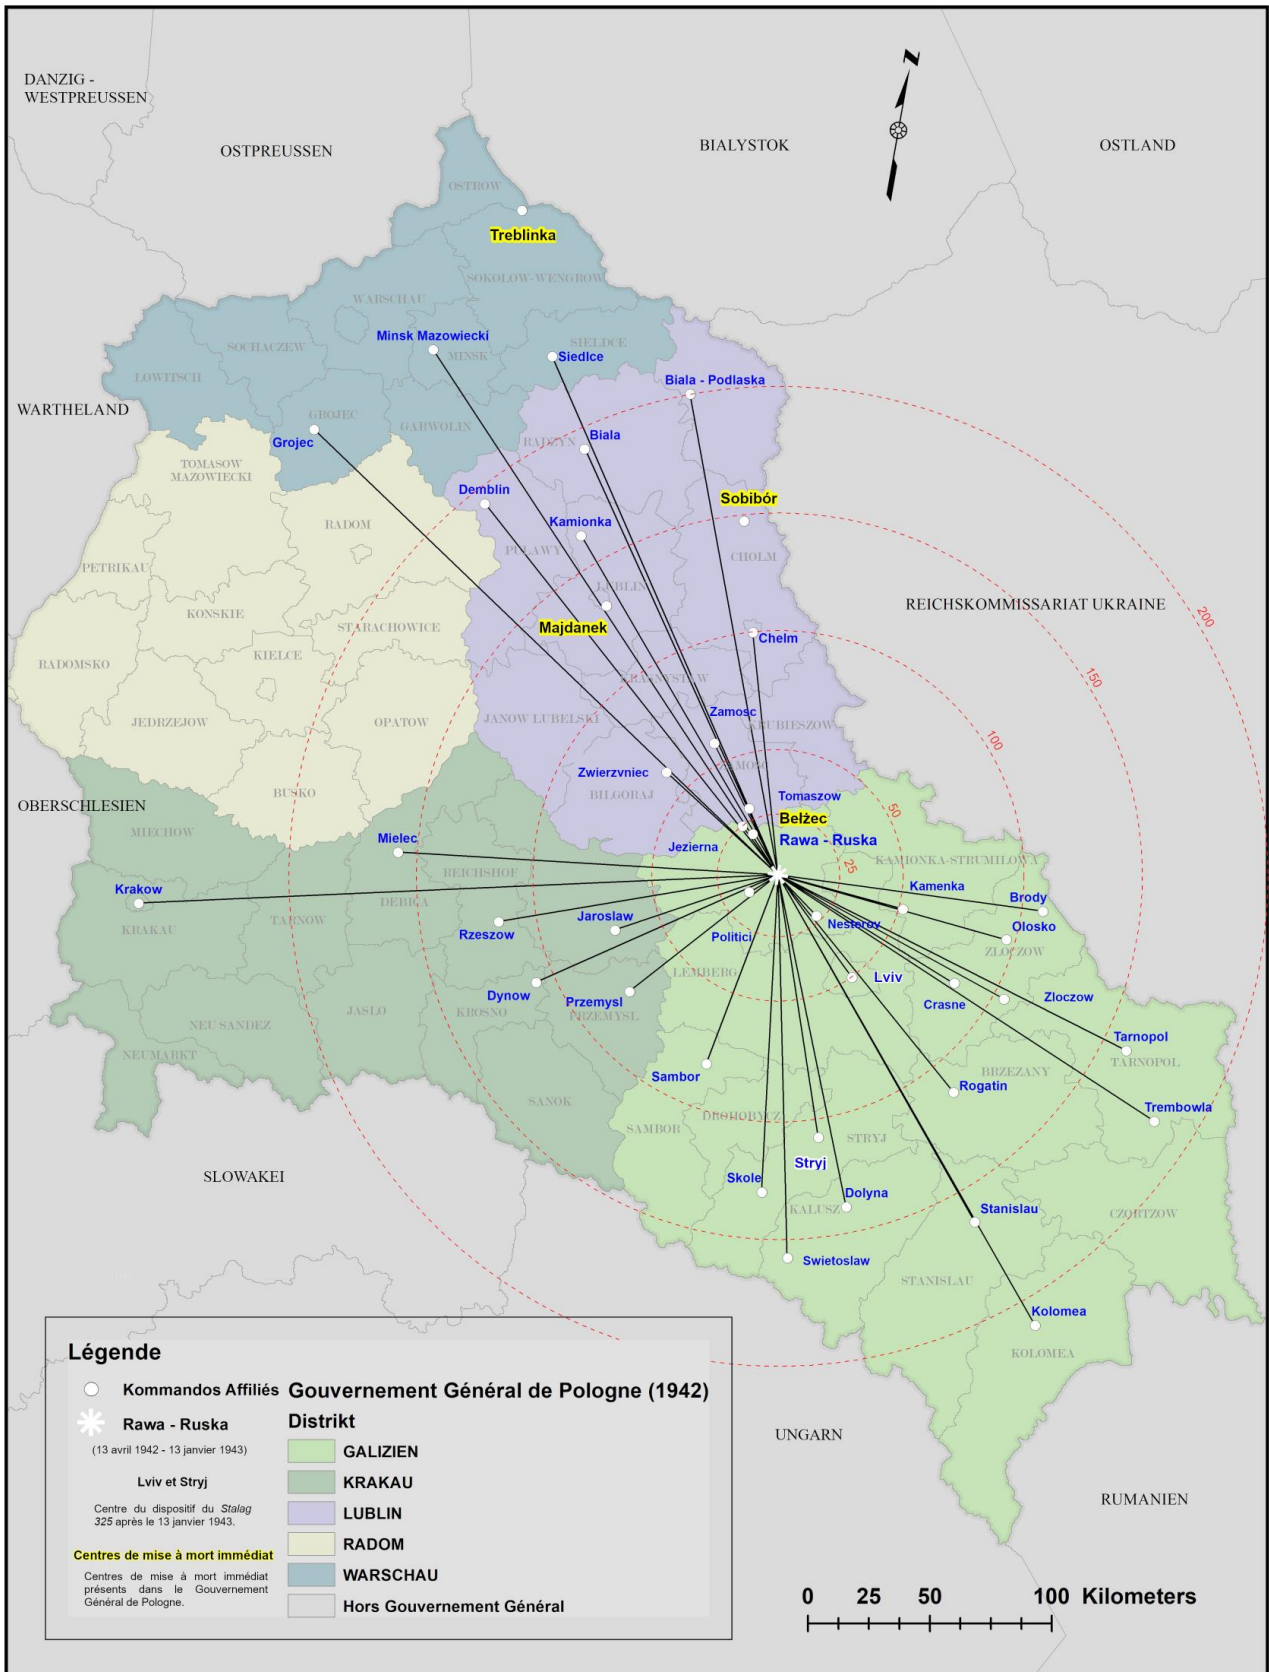 DANZIG -
WESTPREUSSEN
OSTPREUSSEN
BIALYSTOK
OSTLAND
Z
OSTROW
Treblinka
SOKOLOW-WENGROW
WARSCHAU
Minsk Mazowiecki
MINSK
SIELDCE
Siedlce
SOCHACZEW
LOWITSCH
Biala - Podlaska
WARTHELAND
GROJEC
Grojec
GARWOLIN
RADZYN
Biala
TOMASOW
MAZOWIECKI
Demblin
Sobibór
RADOM
Kamionka
PULAWY
CHOLM
PETRIKAU
LUBLIN
REICHSKOMMISSARIAT UKRAINE
200
KONSKIE
STARACHOWICE
Majdanek
Chelm
RADOMSKO
KIELCE
KRASNYSTAW
150
JEDRZEJOW
OPATOW
JANOW LUBELSKI
Zamosc
HRUBIESZOW
100
ZAMOSC
Zwierzvniec
BUSKO
BILGORAJ
Tomaszow
OBERSCHLESIEN
50
Bełżec
MIECHOW
Mielec
Jezierna
Rawa - Ruska
REICHSHOF
KAMIONKA-STRUMILOWA
25
Krakow
DEBICA
Kamenka
Brody
KRAKAU
TARNOW
Jaroslaw
Rzeszow
Nesterov
Olosko
Politici
ZLOCZOW
LEMBERG
Lviv
Dynow
Przemysl
Crasne
Zloczow
JASLO
KROSNO
PRZEMYSL
NEU SANDEZ
Tarnopol
NEUMARKT
TARNOPOL
Sambor
BRZEZANY
Rogatin
SANOK
Trembowla
DROHOBYCZ
SAMBOR
STRYJ
Stryj
SLOWAKEI
Skole
Dolyna
KALUSZ
Stanislau
CZORTZOW
Swietoslaw
STANISLAU
Kolomea
KOLOMEA
Légende
Kommandos Affiliés
Rawa - Ruska
(13 avril 1942 - 13 janvier 1943)
Lviv et Stryj
Centre du dispositif du Stalag
325 après le 13 janvier 1943.
Centres de mise à mort immédiat
Centres de mise à mort immédiat
présents dans le Gouvernement
Général de Pologne.
Gouvernement Général de Pologne (1942)
Distrikt
GALIZIEN
KRAKAU
LUBLIN
RADOM
WARSCHAU
Hors Gouvernement Général
UNGARN
RUMANIEN
0 25 50 100 Kilometers